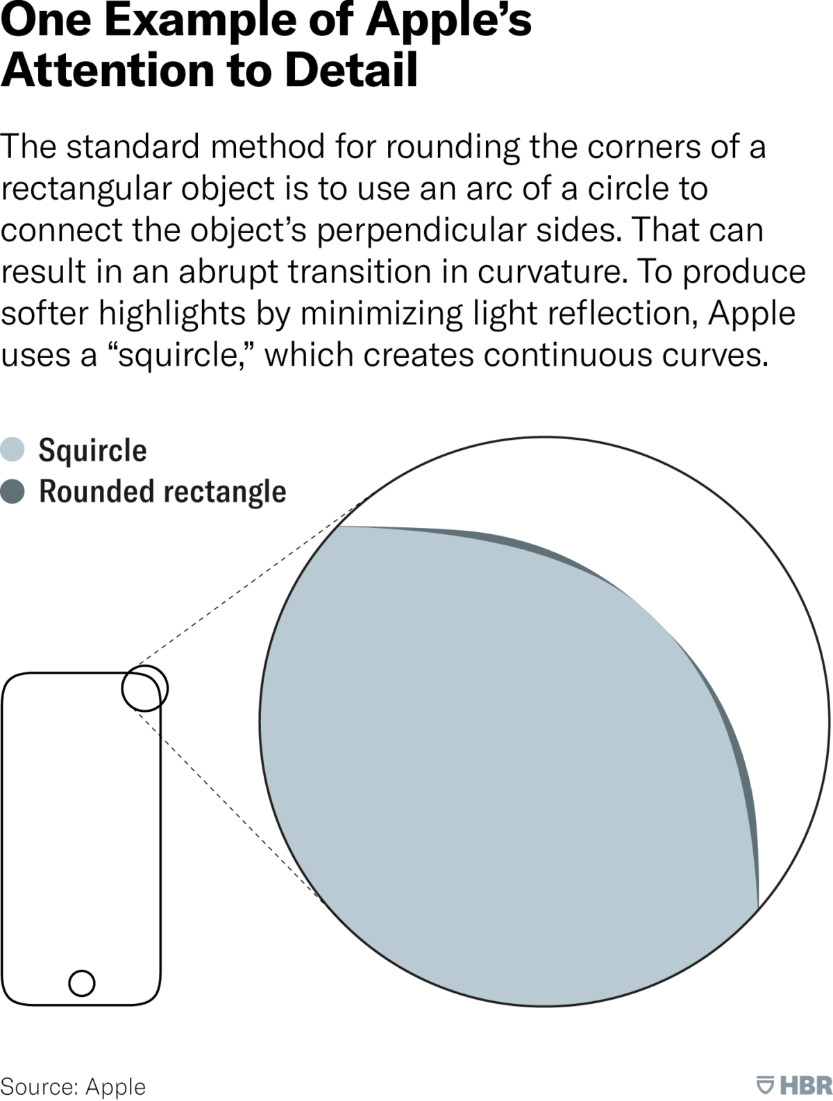 One Example of Apple’s
Attention to Detail
The standard method for rounding the corners of a
rectangular object is to use an arc of a circle to
connect the object’s perpendicular sides. That can
result in an abrupt transition in curvature. To produce
softer highlights by minimizing light reflection, Apple
uses a “squircle,” which creates continuous curves.
Squircle
Rounded rectangle
Source: Apple
HBR